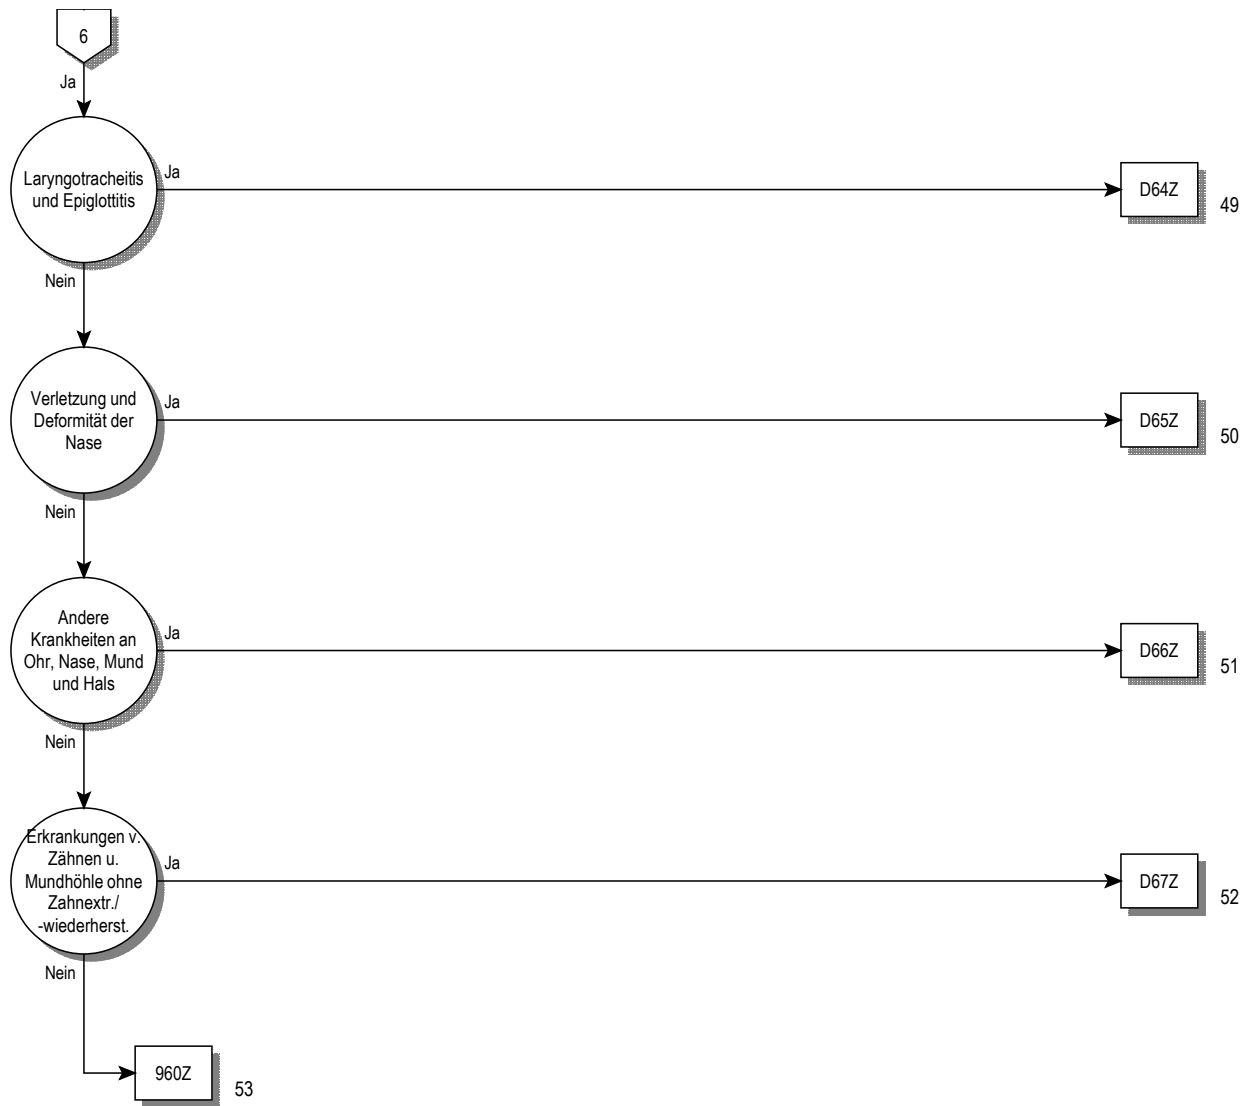 6
Ja
Laryngotracheitis
und Epiglottitis
Ja
D64Z
49
Nein
Verletzung und
Deformität der
Nase
Ja
D65Z
50
Nein
Andere
Krankheiten an
Ohr, Nase, Mund
und Hals
Ja
D66Z
51
Nein
Erkrankungen v.
Zähnen u.
Mundhöhle ohne
Zahnextr./
-wiederherst.
Ja
D67Z
52
Nein
960Z
53